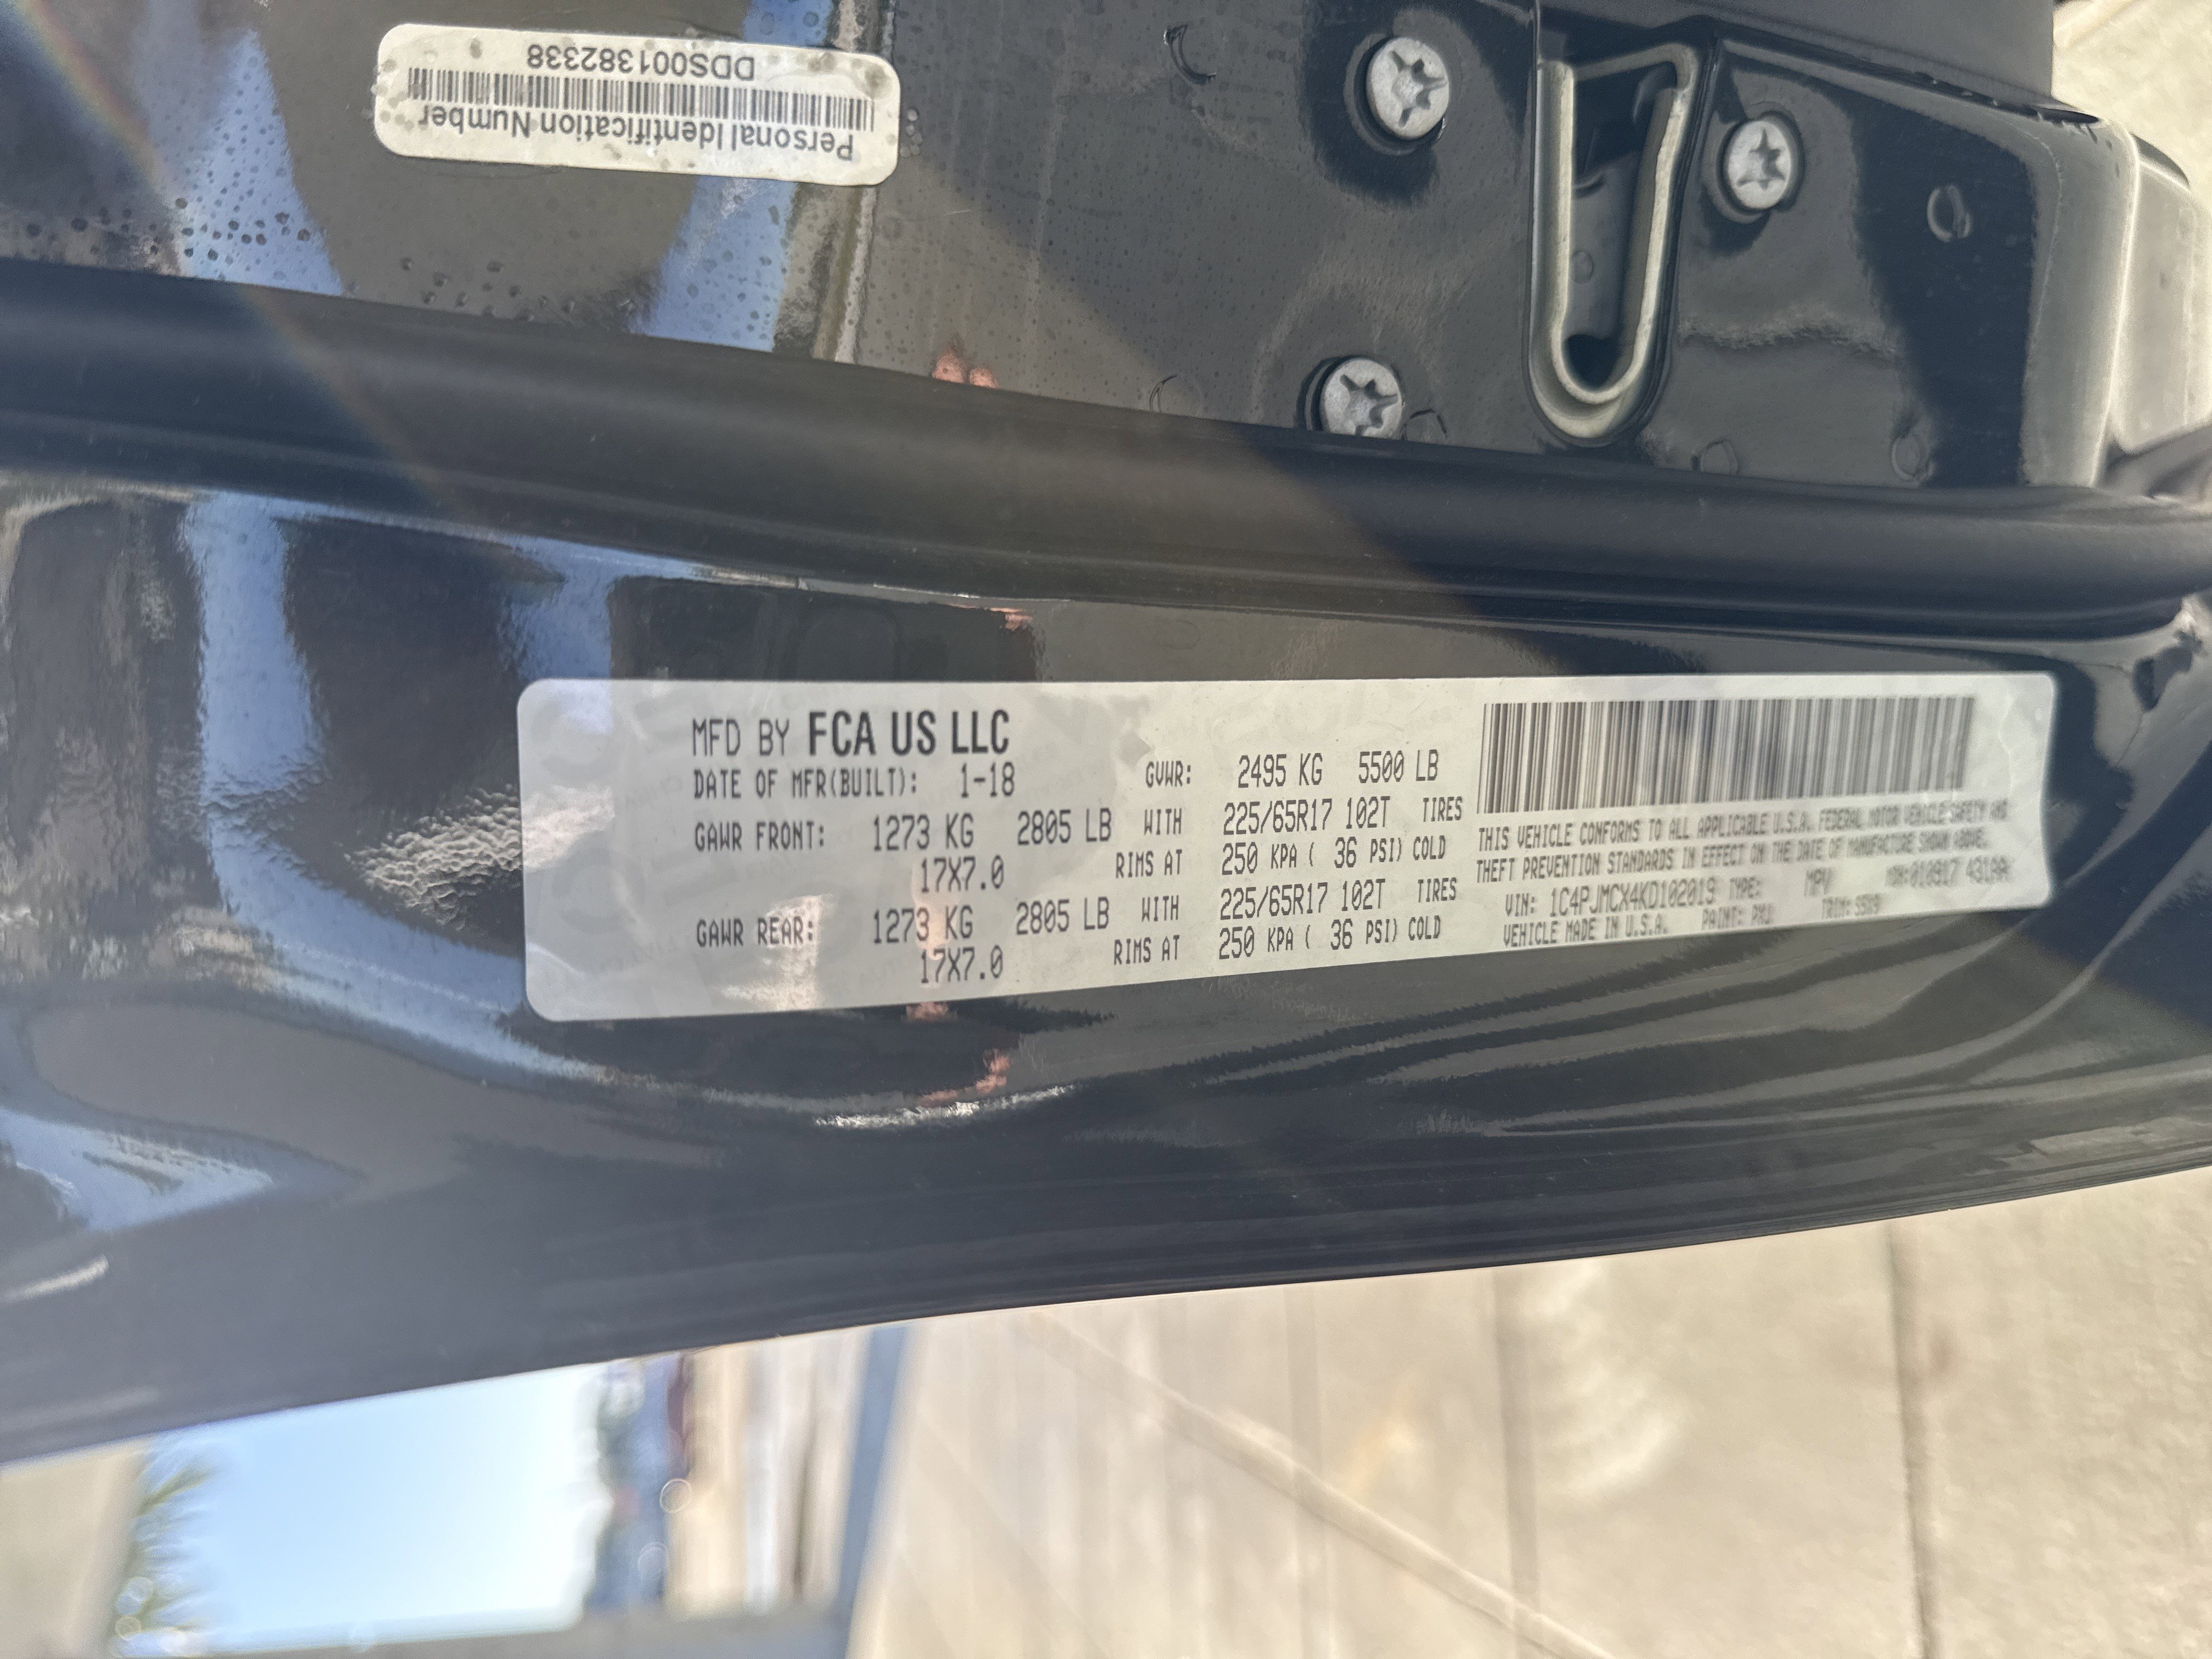 Personal Identification Number
DDS001382338
MFD BY FCA US LLC
DATE OF MFR(BUILT): 1-18 GVWR: 2495 KG 5500 LB
GAWR FRONT: 1273 KG 2805 LB WITH 225/65R17 102T TIRES
17X7.0 RIMS AT 250 KPA ( 36 PSI) COLD
GAWR REAR: 1273 KG 2805 LB WITH 225/65R17 102T TIRES
17X7.0 RIMS AT 250 KPA ( 36 PSI) COLD
THIS VEHICLE CONFORMS TO ALL APPLICABLE U.S.A. FEDERAL MOTOR VEHICLE SAFETY AND
THEFT PREVENTION STANDARDS IN EFFECT ON THE DATE OF MANUFACTURE SHOWN ABOVE.
VIN: 1C4PJMCX4KD102019 TYPE: MPV
VEHICLE MADE IN U.S.A. PAINT: TRIM: